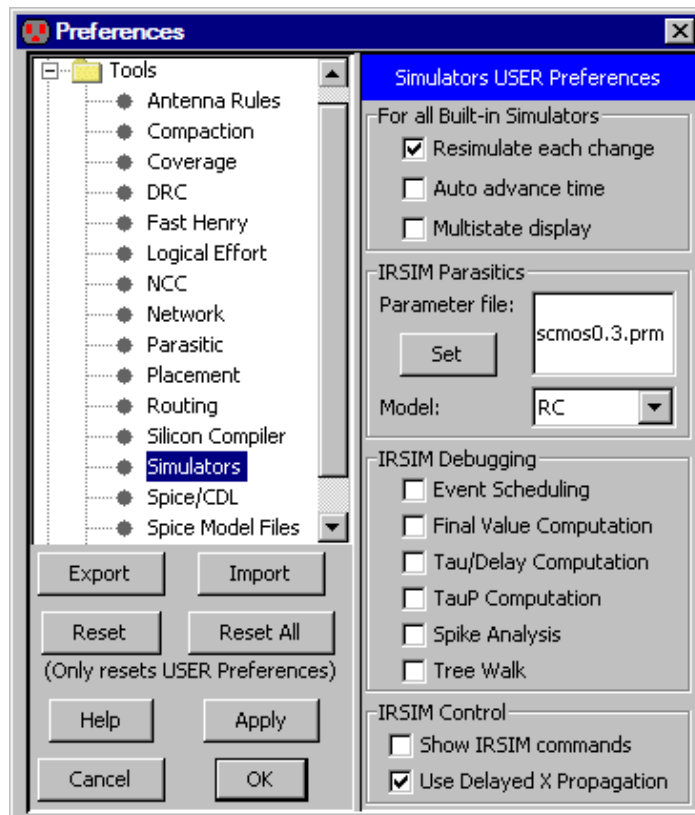 Preferences
Tools
Antenna Rules
Compaction
Coverage
DRC
Fast Henry
Logical Effort
NCC
Network
Parasitic
Placement
Routing
Silicon Compiler
Simulators
Spice/CDL
Spice Model Files
Export Import
Reset Reset All
(Only resets USER Preferences)
Help Apply
Cancel OK
Simulators USER Preferences
For all Built-in Simulators
Resimulate each change
Auto advance time
Multistate display
IRSIM Parasitics
Parameter file:
scmos0.3.prm
Set
Model: RC
IRSIM Debugging
Event Scheduling
Final Value Computation
Tau/Delay Computation
TauP Computation
Spike Analysis
Tree Walk
IRSIM Control
Show IRSIM commands
Use Delayed X Propagation